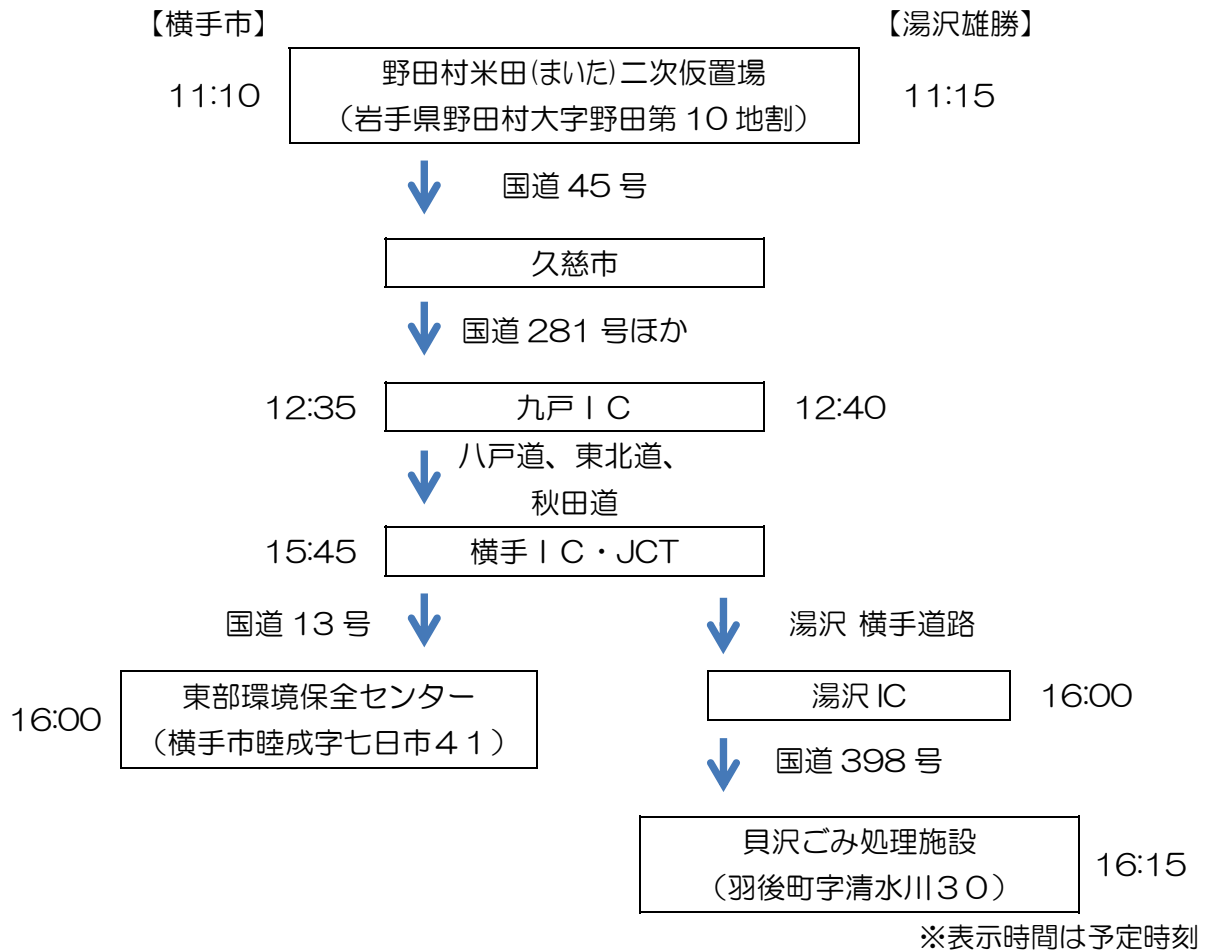 【横手市】
【湯沢雄勝】
11:10
野田村米田(まいた)二次仮置場
(岩手県野田村大字野田第10地割)
11:15
国道45号
久慈市
国道281号ほか
12:35
九戸IC
12:40
八戸道、東北道、
秋田道
15:45
横手IC・JCT
国道13号
湯沢 横手道路
16:00
東部環境保全センター
(横手市睦成字七日市41)
湯沢IC
16:00
国道398号
貝沢ごみ処理施設
(羽後町字清水川30)
16:15
※表示時間は予定時刻